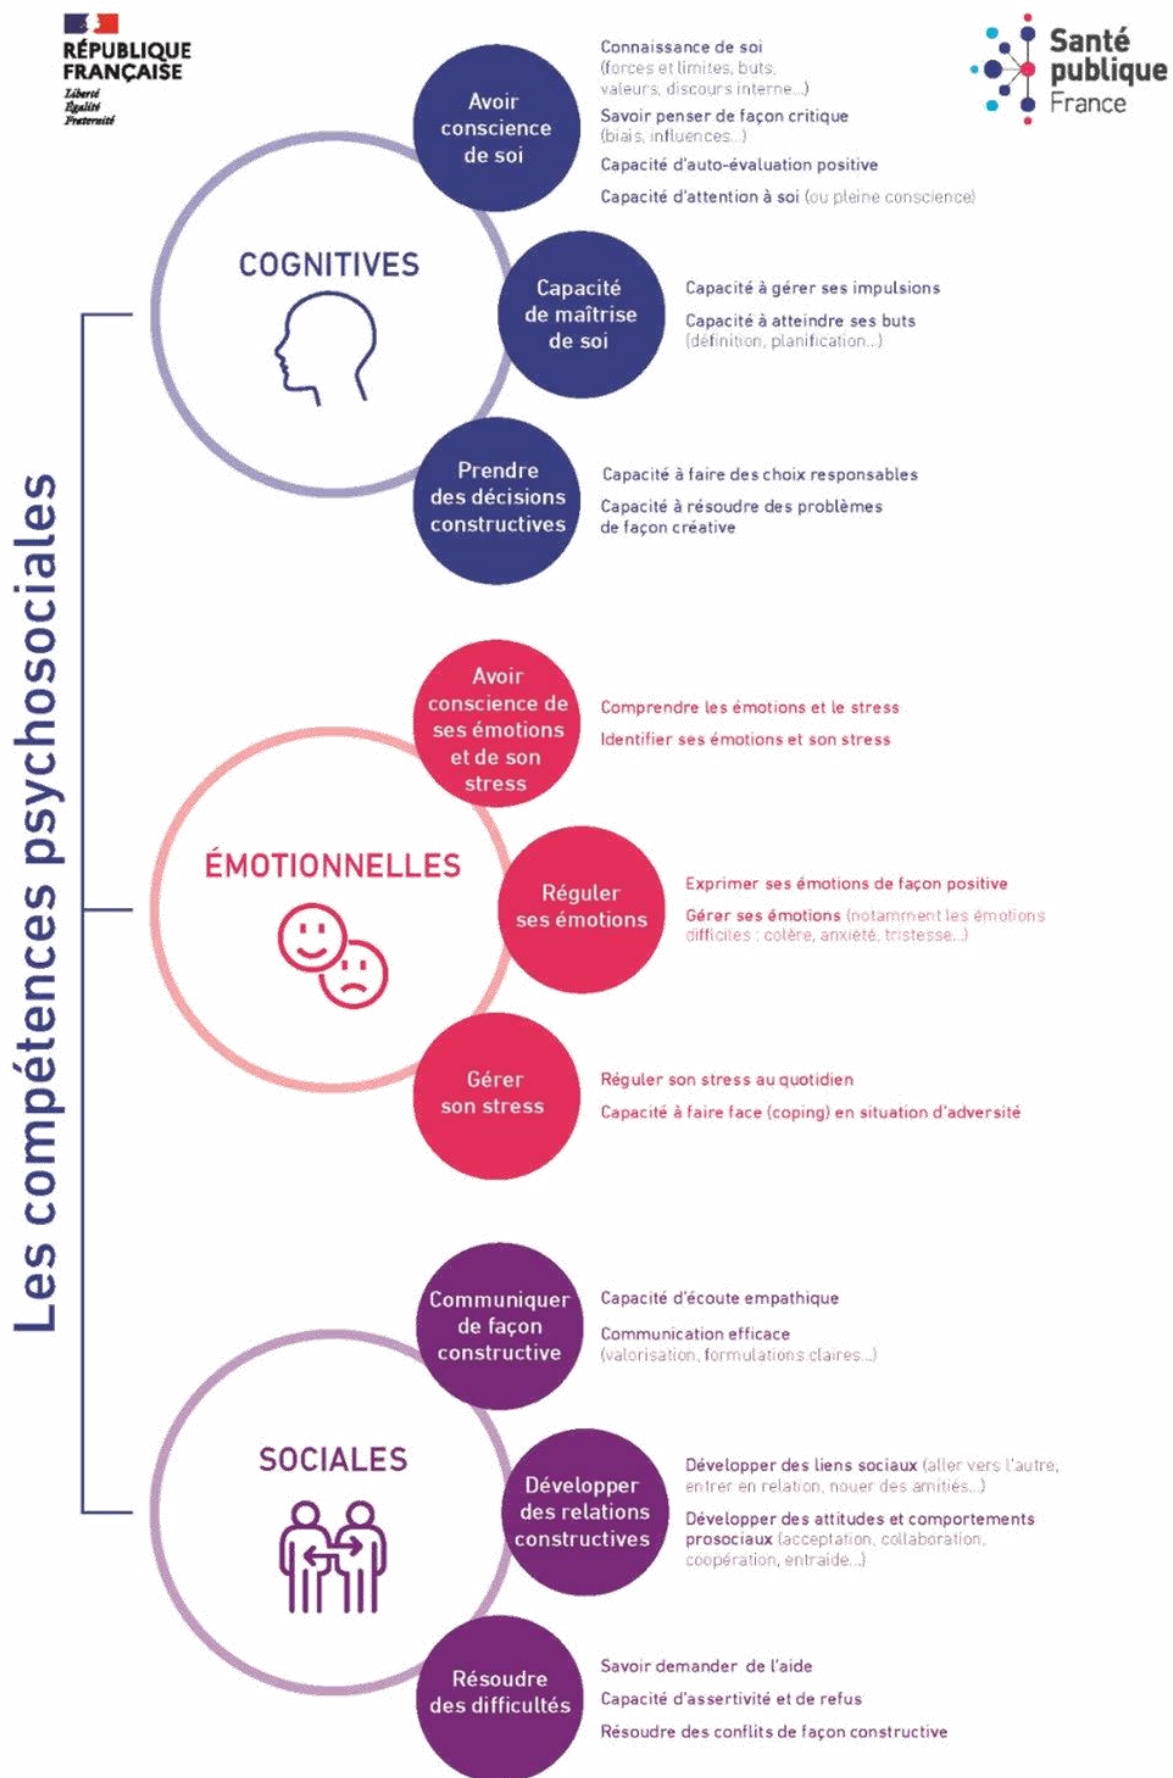 RÉPUBLIQUE
FRANÇAISE
Liberté
Égalité
Fraternité
Santé
publique
France
Les compétences psychosociales
COGNITIVES
Avoir
conscience
de soi
Connaissance de soi
(forces et limites, buts,
valeurs, discours interne...)
Savoir penser de façon critique
(biais, influences...)
Capacité d'auto-évaluation positive
Capacité d'attention à soi (ou pleine conscience)
Capacité
de maîtrise
de soi
Capacité à gérer ses impulsions
Capacité à atteindre ses buts
(définition, planification...)
Prendre
des décisions
constructives
Capacité à faire des choix responsables
Capacité à résoudre des problèmes
de façon créative
ÉMOTIONNELLES
Avoir
conscience de
ses émotions
et de son
stress
Comprendre les émotions et le stress
Identifier ses émotions et son stress
Réguler
ses émotions
Exprimer ses émotions de façon positive
Gérer ses émotions (notamment les émotions
difficiles : colère, anxiété, tristesse...)
Gérer
son stress
Réguler son stress au quotidien
Capacité à faire face (coping) en situation d'adversité
SOCIALES
Communiquer
de façon
constructive
Capacité d'écoute empathique
Communication efficace
(valorisation, formulations claires...)
Développer
des relations
constructives
Développer des liens sociaux (aller vers l'autre,
entrer en relation, nouer des amitiés...)
Développer des attitudes et comportements
prosociaux (acceptation, collaboration,
coopération, entraide...)
Résoudre
des difficultés
Savoir demander de l'aide
Capacité d'assertivité et de refus
Résoudre des conflits de façon constructive